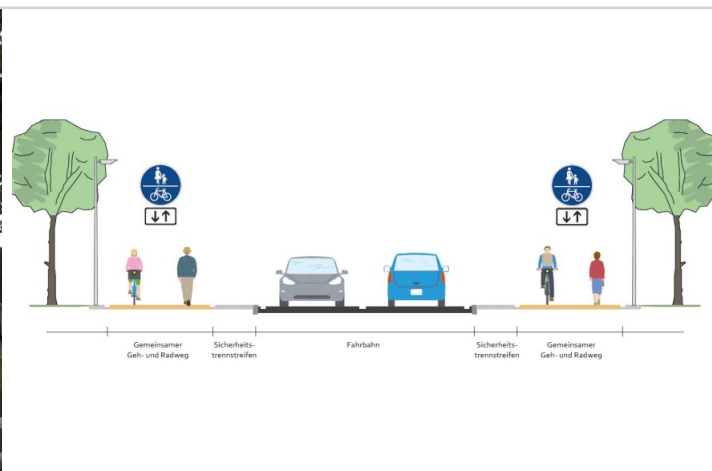 Gemeinsamer
Geh- und Radweg
Sicherheits-
trennstreifen
Fahrbahn
Sicherheits-
trennstreifen
Gemeinsamer
Geh- und Radweg